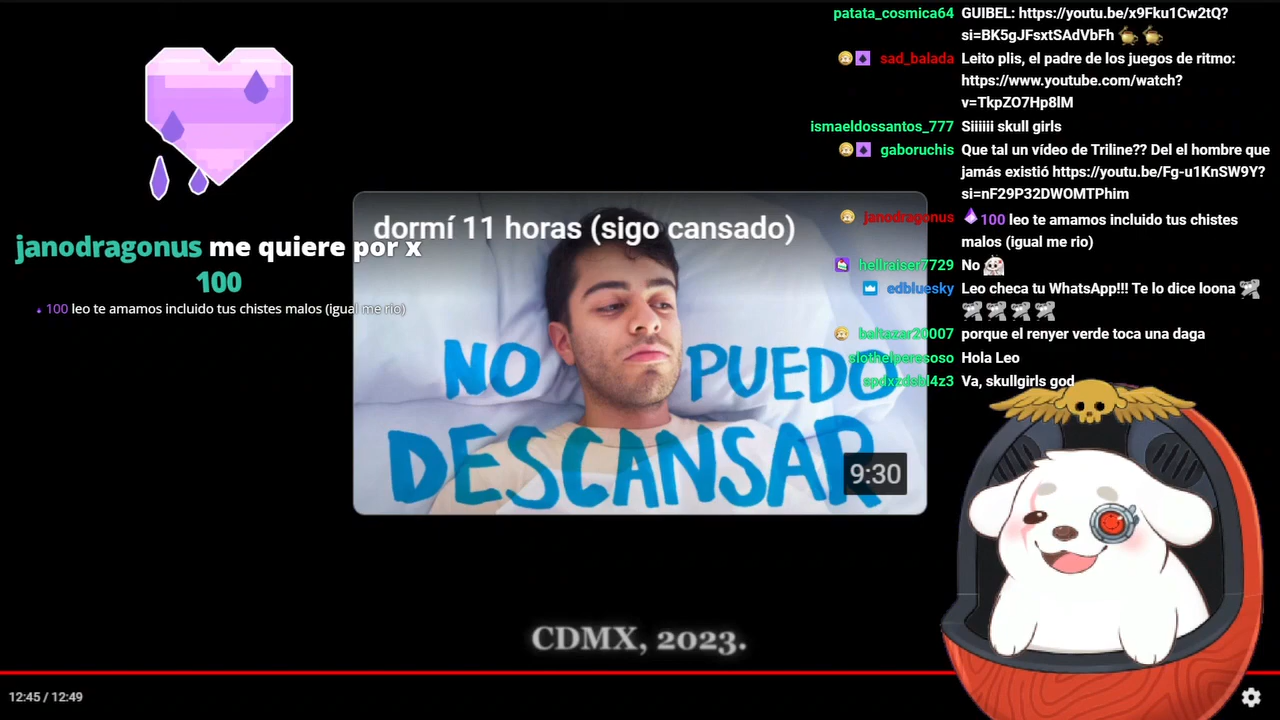 patata_cosmica64 GUIBEL: https://youtu.be/x9Fku1Cw2tQ?
si=BK5gJFsxtSAdVbFh
sad_balada Leito plis, el padre de los juegos de ritmo:
https://www.youtube.com/watch?
v=TkpZO7Hp8lM
ismaeldossantos_777 Siiiiii skull girls
gaboruchis Que tal un vídeo de Triline?? Del el hombre que
jamás existió https://youtu.be/Fg-u1KnSW9Y?
si=nF29P32DWOMTPhim
janodragonus 100 leo te amamos incluido tus chistes
malos (igual me rio)
hellraiser7729 No
edbluesky Leo checa tu WhatsApp!!! Te lo dice loona
baltazar20007 porque el renyer verde toca una daga
slothelperesoso Hola Leo
spdxzdsbl4z3 Va, skullgirls god
janodragonus me quiere por x
100
100 leo te amamos incluido tus chistes malos (igual me rio)
dormí 11 horas (sigo cansado)
NO PUEDO
DESCANSAR
9:30
CDMX, 2023.
12:45 / 12:49